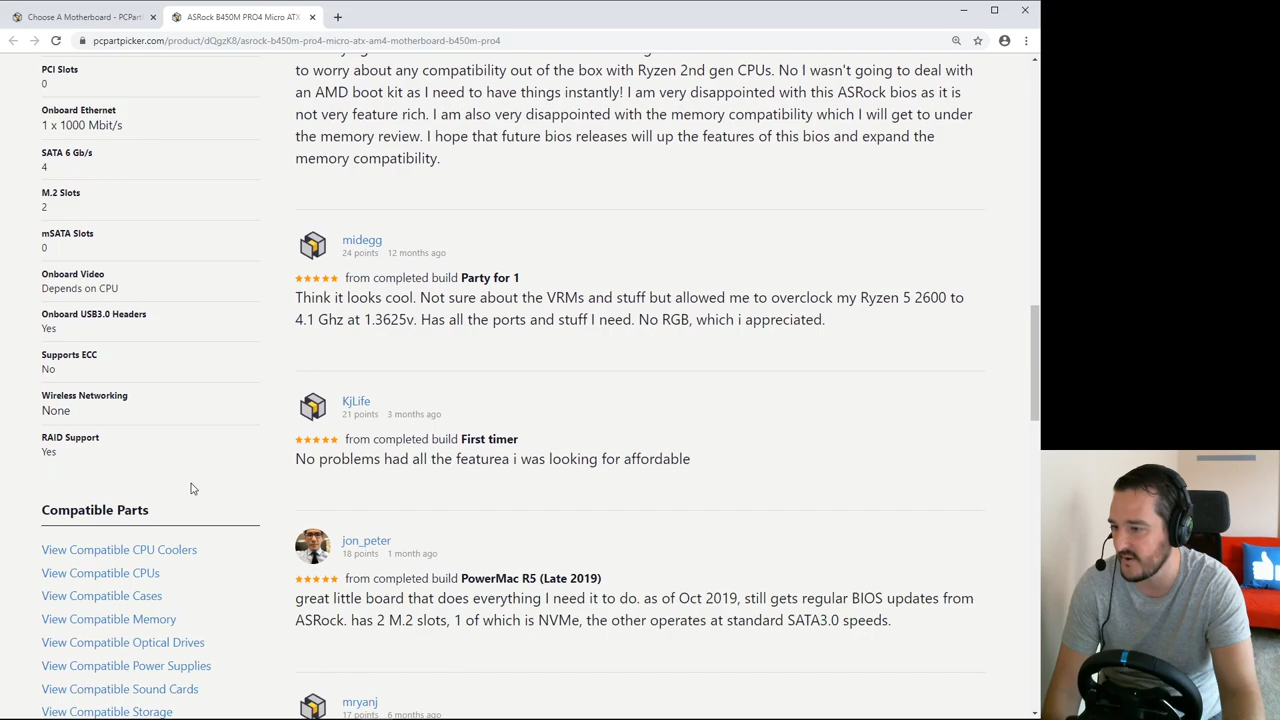 Choose A Motherboard - PCPart
ASRock B450M PRO4 Micro ATX
pcpartpicker.com/product/dQgzK8/asrock-b450m-pro4-micro-atx-am4-motherboard-b450m-pro4
PCI Slots
0
Onboard Ethernet
1 x 1000 Mbit/s
SATA 6 Gb/s
4
M.2 Slots
2
mSATA Slots
0
Onboard Video
Depends on CPU
Onboard USB3.0 Headers
Yes
Supports ECC
No
Wireless Networking
None
RAID Support
Yes
Compatible Parts
View Compatible CPU Coolers
View Compatible CPUs
View Compatible Cases
View Compatible Memory
View Compatible Optical Drives
View Compatible Power Supplies
View Compatible Sound Cards
View Compatible Storage
to worry about any compatibility out of the box with Ryzen 2nd gen CPUs. No I wasn't going to deal with
an AMD boot kit as I need to have things instantly! I am very disappointed with this ASRock bios as it is
not very feature rich. I am also very disappointed with the memory compatibility which I will get to under
the memory review. I hope that future bios releases will up the features of this bios and expand the
memory compatibility.
midegg
24 points 12 months ago
from completed build Party for 1
Think it looks cool. Not sure about the VRMs and stuff but allowed me to overclock my Ryzen 5 2600 to
4.1 Ghz at 1.3625v. Has all the ports and stuff I need. No RGB, which i appreciated.
KjLife
21 points 3 months ago
from completed build First timer
No problems had all the featurea i was looking for affordable
jon_peter
18 points 1 month ago
from completed build PowerMac R5 (Late 2019)
great little board that does everything I need it to do. as of Oct 2019, still gets regular BIOS updates from
ASRock. has 2 M.2 slots, 1 of which is NVMe, the other operates at standard SATA3.0 speeds.
mryanj
17 points 6 months ago